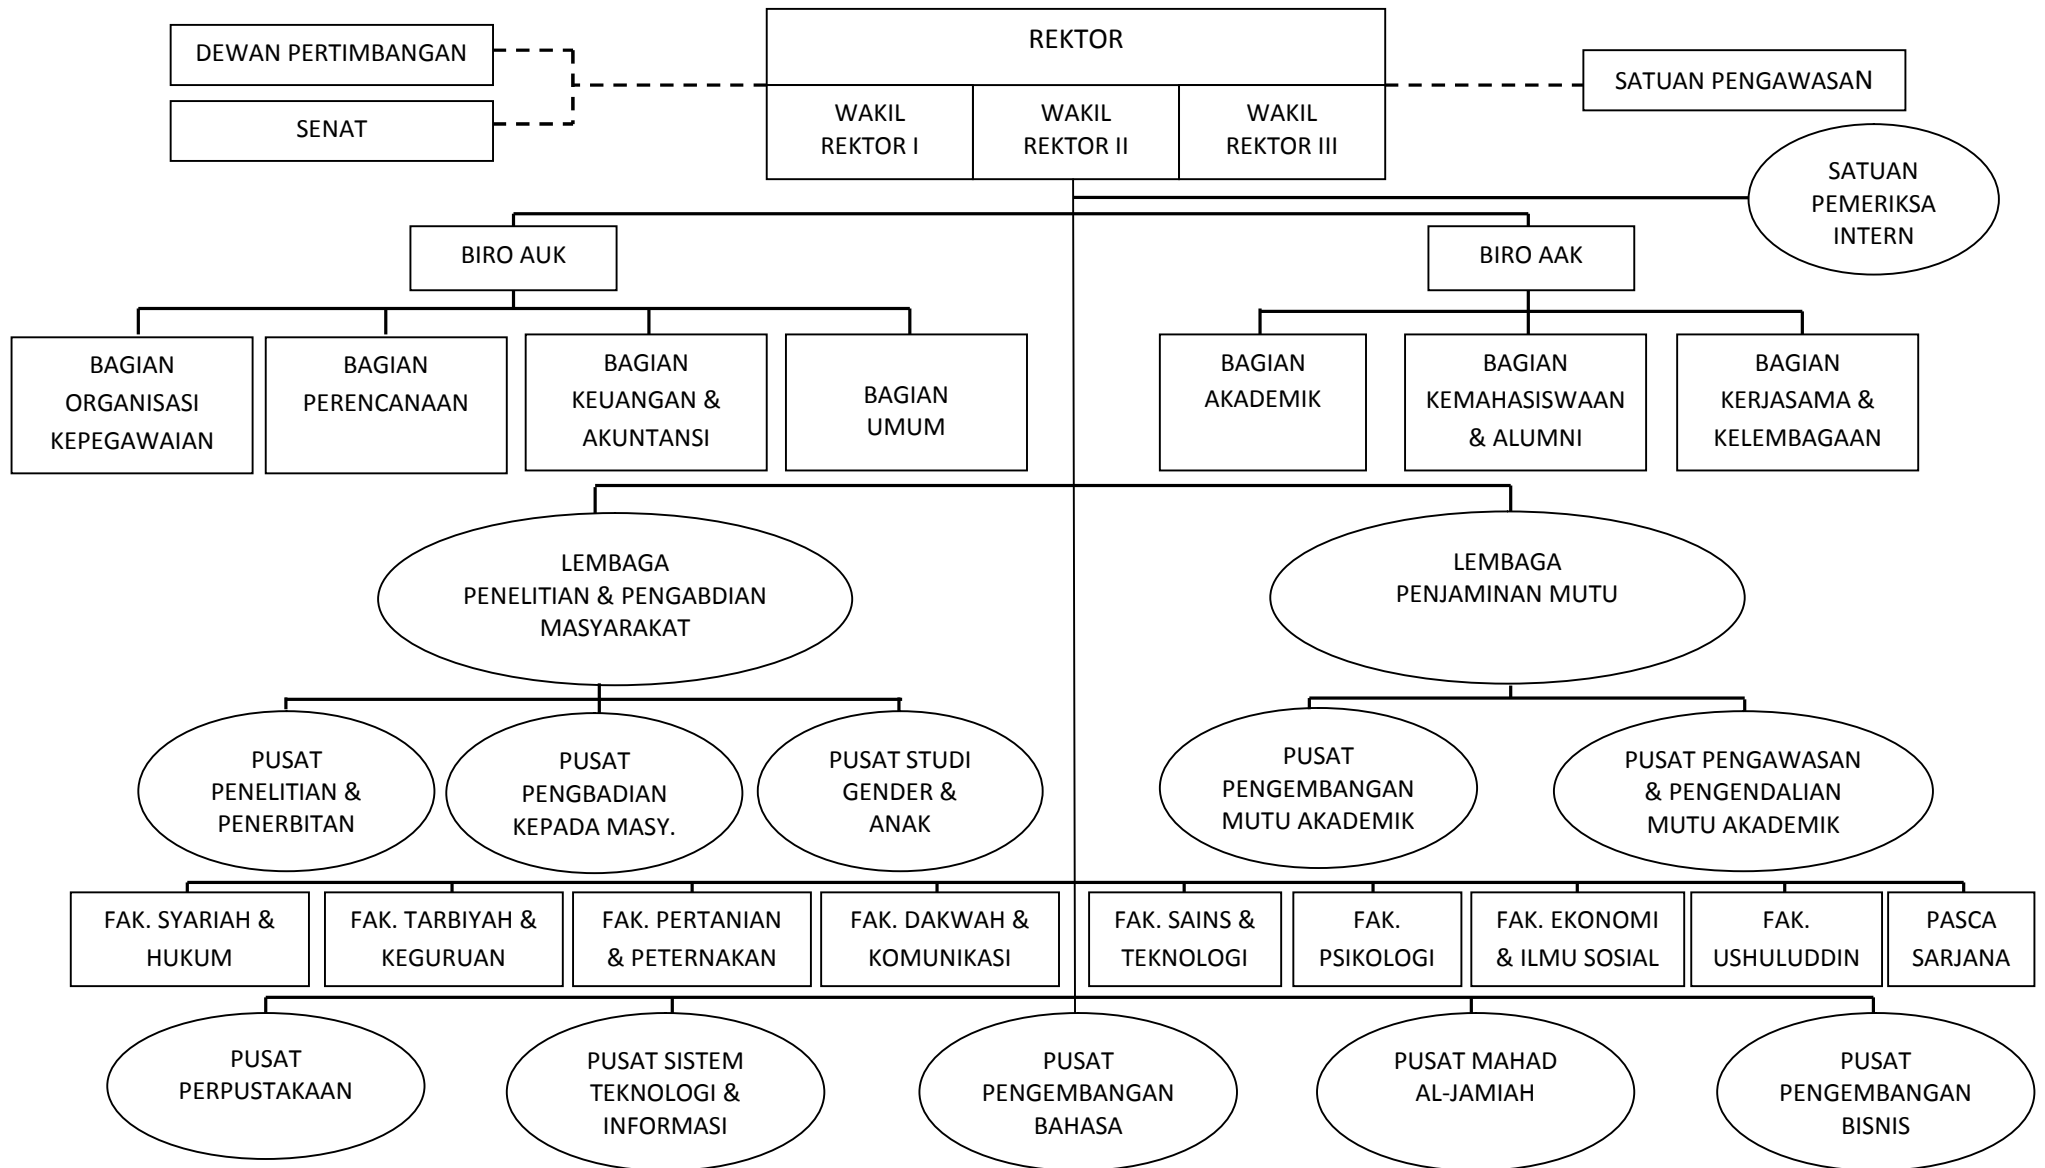 REKTOR
DEWAN PERTIMBANGAN
SENAT
SATUAN PENGAWASAN
WAKIL
REKTOR I
WAKIL
REKTOR II
WAKIL
REKTOR III
SATUAN
PEMERIKSA
INTERN
BIRO AUK
BIRO AAK
BAGIAN
ORGANISASI
KEPEGAWAIAN
BAGIAN
PERENCANAAN
BAGIAN
KEUANGAN &
AKUNTANSI
BAGIAN
UMUM
BAGIAN
AKADEMIK
BAGIAN
KEMAHASISWAAN
& ALUMNI
BAGIAN
KERJASAMA &
KELEMBAGAAN
LEMBAGA
PENELITIAN & PENGABDIAN
MASYARAKAT
LEMBAGA
PENJAMINAN MUTU
PUSAT
PENELITIAN &
PENERBITAN
PUSAT
PENGBADIAN
KEPADA MASY.
PUSAT STUDI
GENDER &
ANAK
PUSAT
PENGEMBANGAN
MUTU AKADEMIK
PUSAT PENGAWASAN
& PENGENDALIAN
MUTU AKADEMIK
FAK. SYARIAH &
HUKUM
FAK. TARBIYAH &
KEGURUAN
FAK. PERTANIAN
& PETERNAKAN
FAK. DAKWAH &
KOMUNIKASI
FAK. SAINS &
TEKNOLOGI
FAK.
PSIKOLOGI
FAK. EKONOMI
& ILMU SOSIAL
FAK.
USHULUDDIN
PASCA
SARJANA
PUSAT
PERPUSTAKAAN
PUSAT SISTEM
TEKNOLOGI &
INFORMASI
PUSAT
PENGEMBANGAN
BAHASA
PUSAT MAHAD
AL-JAMIAH
PUSAT
PENGEMBANGAN
BISNIS